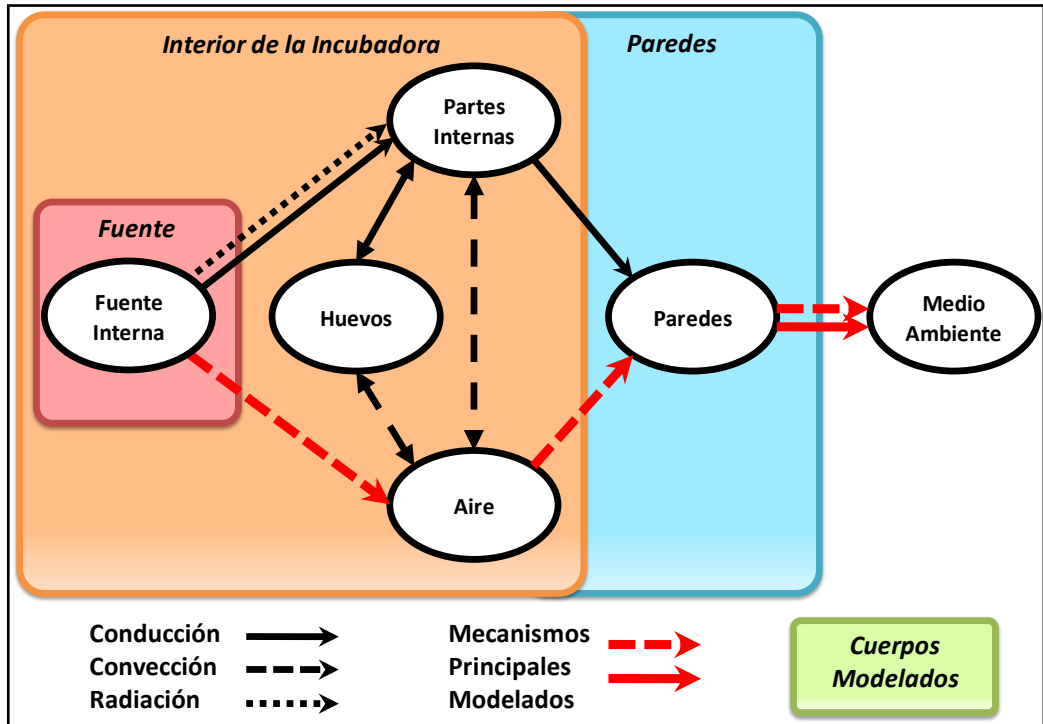 Interior de la Incubadora
Paredes
Partes
Internas
Fuente
Fuente
Interna
Huevos
Paredes
Medio
Ambiente
Aire
Conducción
Convección
Radiación
Mecanismos
Principales
Modelados
Cuerpos
Modelados